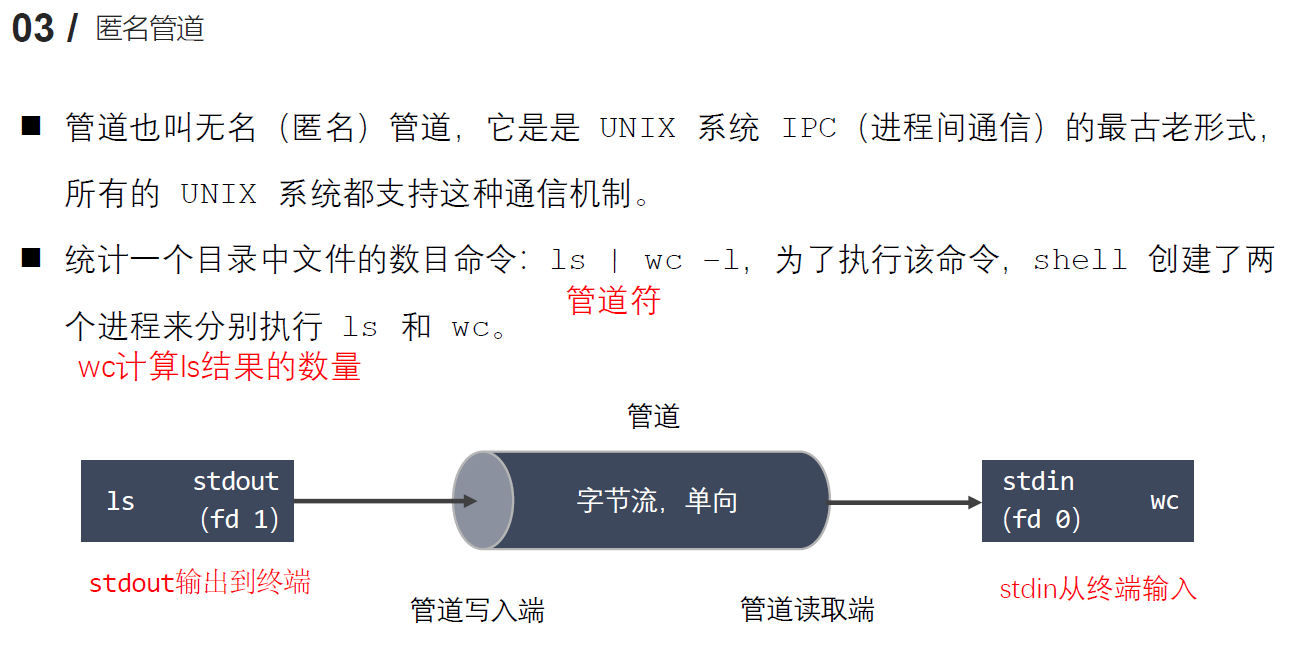 03 / 匿名管道
■ 管道也叫无名（匿名）管道，它是是 UNIX 系统 IPC（进程间通信）的最古老形式，
所有的 UNIX 系统都支持这种通信机制。
■ 统计一个目录中文件的数目命令：ls | wc –l，为了执行该命令，shell 创建了两
管道符
个进程来分别执行 ls 和 wc。
wc计算ls结果的数量
管道
ls
stdout
（fd 1）
字节流，单向
stdin
（fd 0）
wc
stdout输出到终端
stdin从终端输入
管道写入端
管道读取端